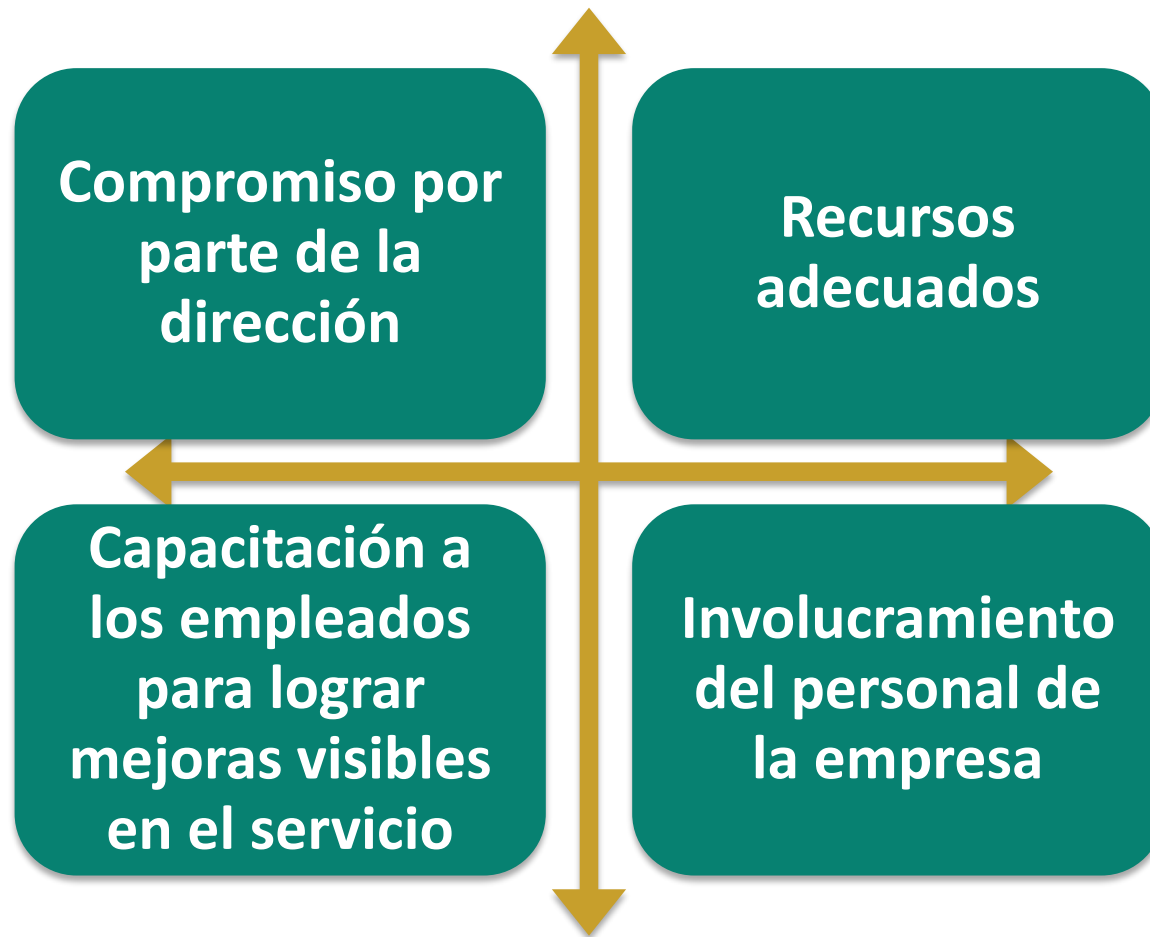 Compromiso por
parte de la
dirección
Recursos
adecuados
Capacitación a
los empleados
para lograr
mejoras visibles
en el servicio
Involucramiento
del personal de
la empresa